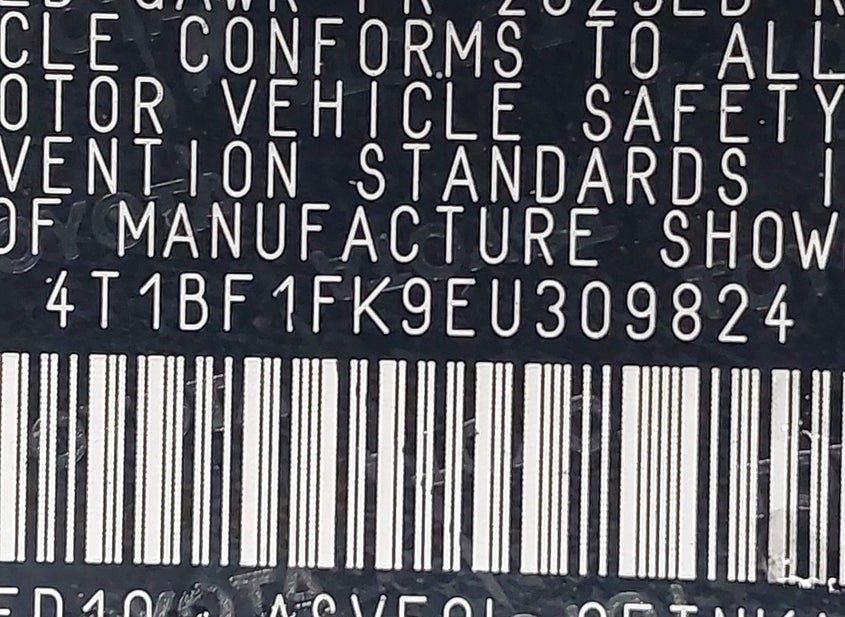 CLE CONFORMS TO ALL
OTOR VEHICLE SAFETY
VENTION STANDARDS I
OF MANUFACTURE SHOW
4T1BF1FK9EU309824